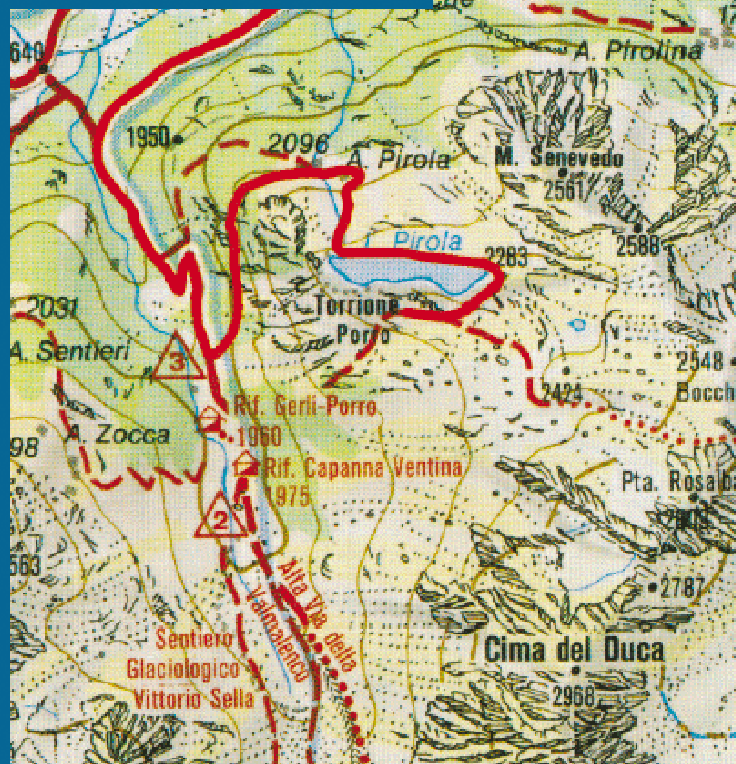 640
A. Pirolina
1950
2096
A. Pirola
M. Senevedo
2561
2588
Pirola
2283
2031
Torrione
Porro
A. Sentieri
3
2548
Bocch
2424
Rif. Gerli-Porro
1960
A. Zocca
98
Rif. Capanna Ventina
1975
Pta. Rosalba
2
563
2787
Alta Via della
Valmalenco
Sentiero
Glaciologico
Vittorio Sella
Cima del Duca
2968